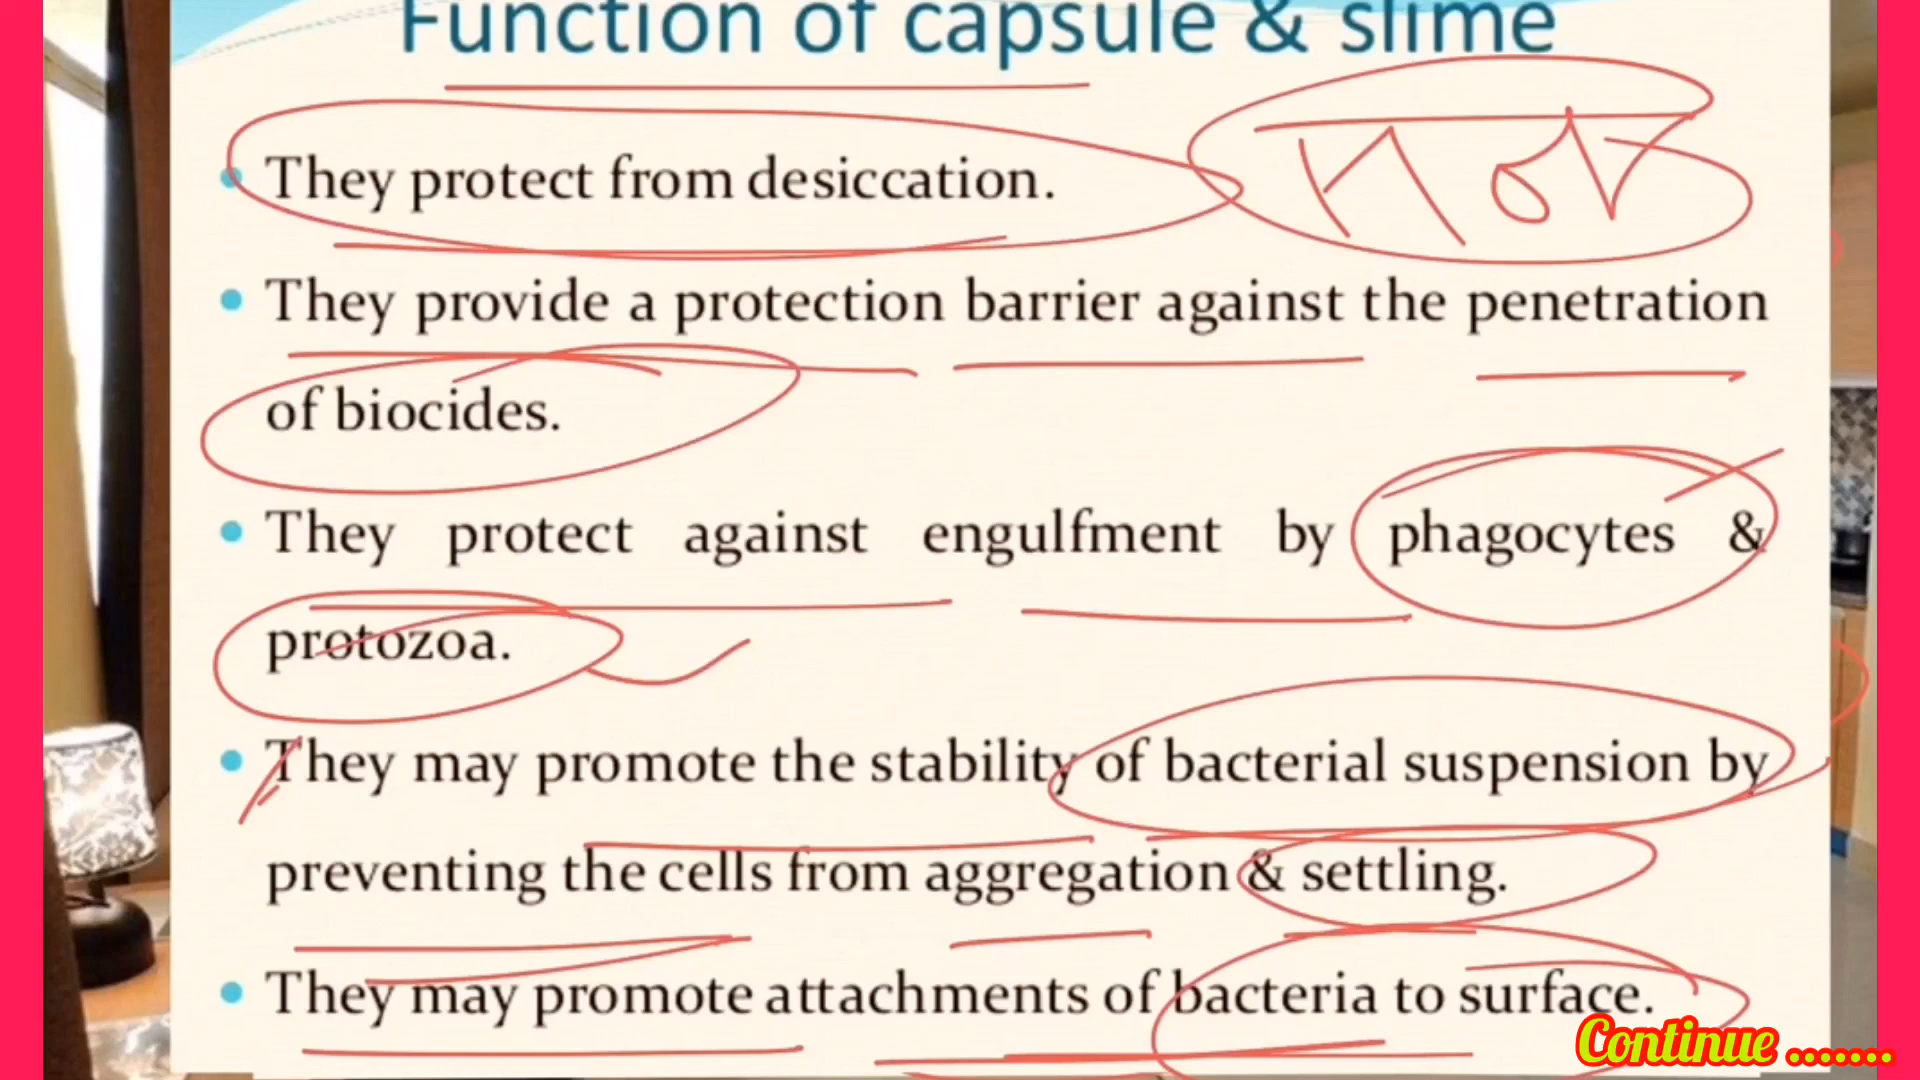 Function of capsule & slime
They protect from desiccation.
They provide a protection barrier against the penetration
of biocides.
They protect against engulfment by phagocytes &
protozoa.
They may promote the stability of bacterial suspension by
preventing the cells from aggregation & settling.
They may promote attachments of bacteria to surface.
Continue .......